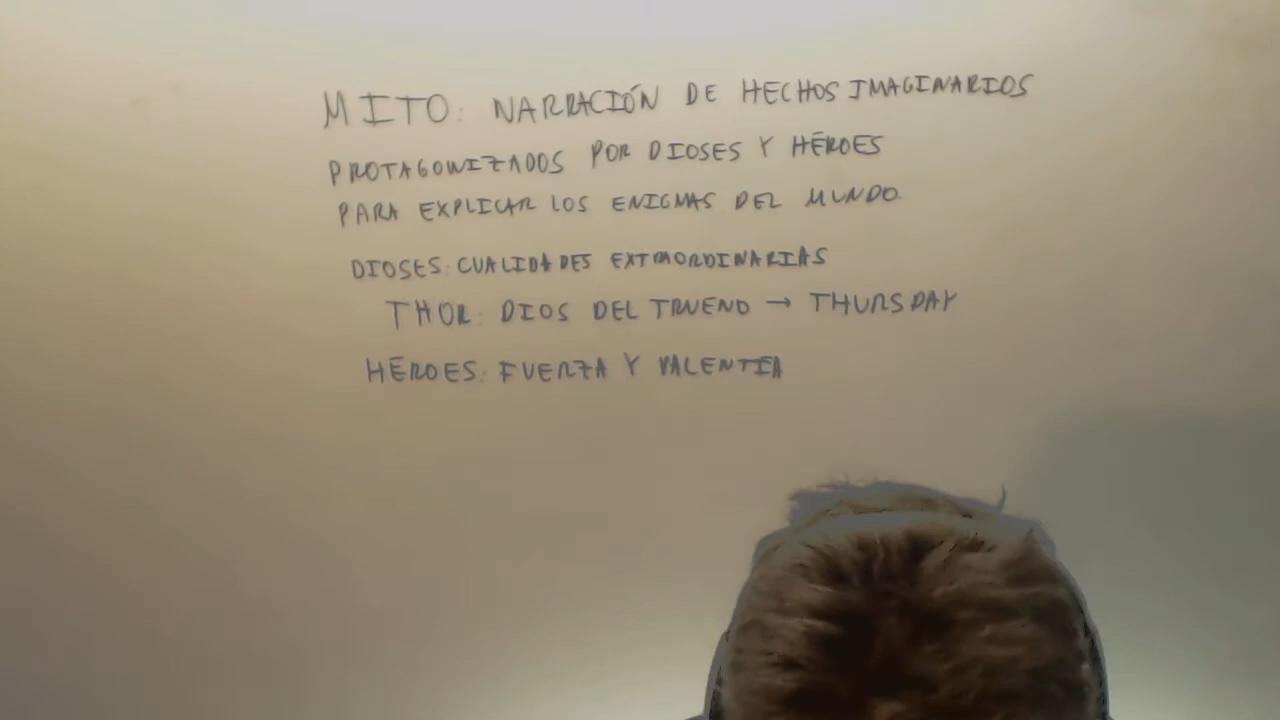 MITO: NARRACIÓN DE HECHOS IMAGINARIOS
PROTAGONIZADOS POR DIOSES Y HÉROES
PARA EXPLICAR LOS ENIGMAS DEL MUNDO.
DIOSES: CUALIDADES EXTRAORDINARIAS
THOR: DIOS DEL TRUENO → THURSDAY
HÉROES: FUERZA Y VALENTÍA